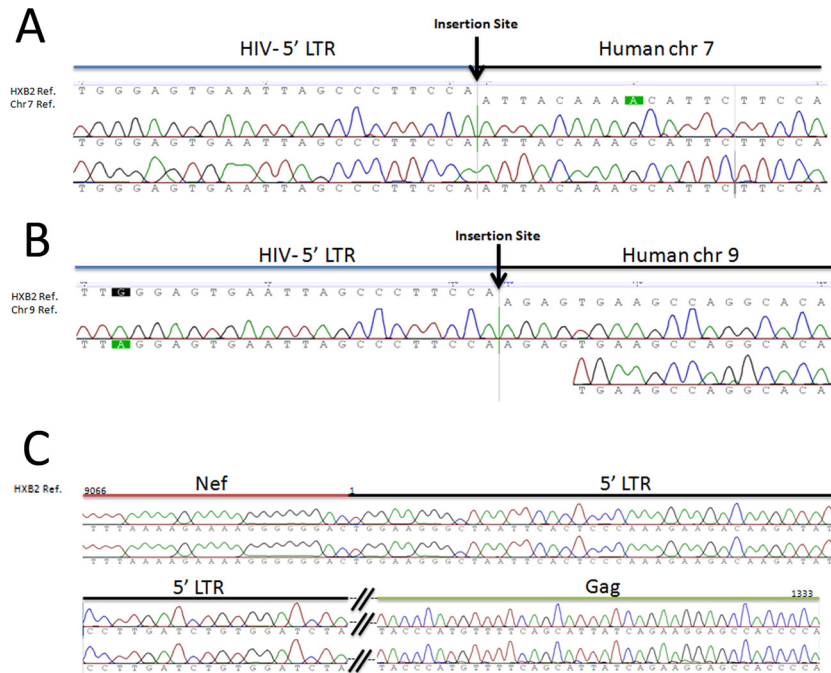 A
Insertion Site
HIV- 5’ LTR
Human chr 7
HXB2 Ref.
T G G G A G T G A A T T A G C C C T T C C A
Chr7 Ref.
A T T A C A A A A C A T T C T T C C A
T G G G A G T G A A T T A G C C C T T C C A A T T A C A A A G C A T T C T T C C A
T G G G A G T G A A T T A G C C C T T C C A A T T A C A A A G C A T T C T T C C A
B
Insertion Site
HIV- 5’ LTR
Human chr 9
HXB2 Ref.
T T G G G A G T G A A T T A G C C C T T C C A
Chr9 Ref.
A G A G T G A A G C C A G G C A C A
T T A G G A G T G A A T T A G C C C T T C C A A G A G T G A A G C C A G G C A C A
T G A A G C C A G G C A C A
C
Nef
5’ LTR
HXB2 Ref.
9066
1
5’ LTR
Gag
1333
C C T T G A T C T G T G G A T C T A
T A C C C A T G T T T T C A G C A T T A T C A G A A G G A G C C A C C C C A